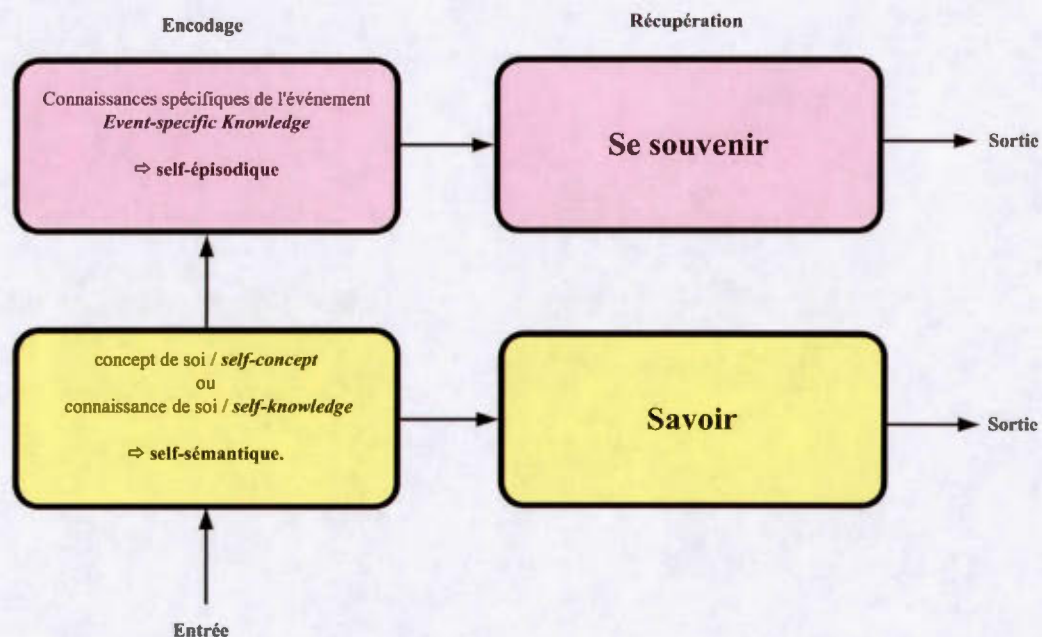 Encodage
Récupération
Connaissances spécifiques de l'événement
Event-specific Knowledge
⇨ self-épisodique
Se souvenir
Sortie
concept de soi / self-concept
ou
connaissance de soi / self-knowledge
⇨ self-sémantique.
Savoir
Sortie
Entrée